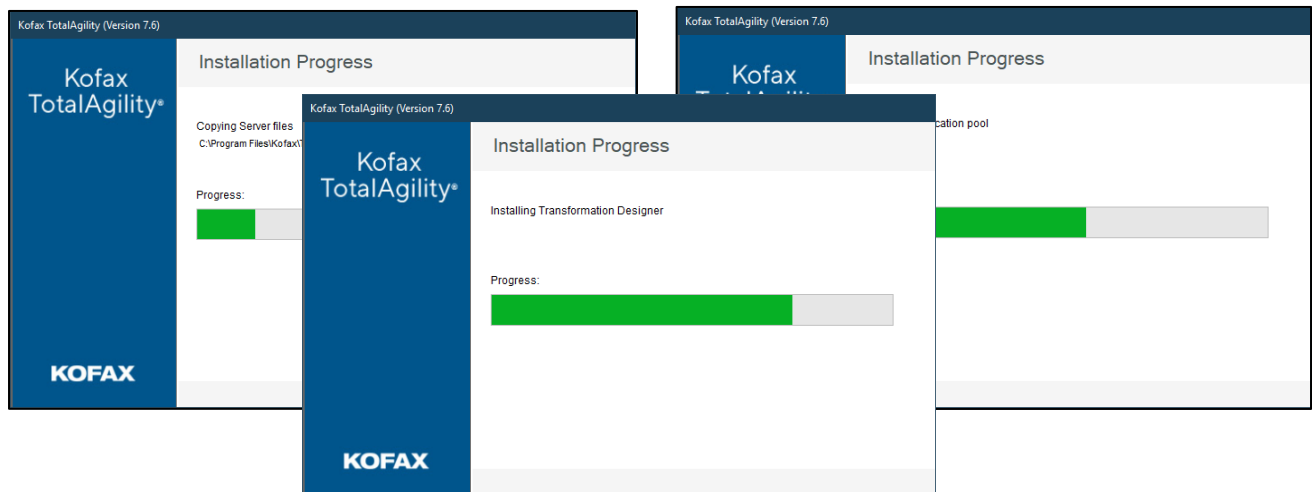 Kofax TotalAgility (Version 7.6)
Kofax
TotalAgility®
Installation Progress
Copying Server files
C:\Program Files\Kofax\
Progress:
KOFAX
Kofax TotalAgility (Version 7.6)
Kofax
TotalAgility®
Installation Progress
Installing Transformation Designer
Progress:
KOFAX
Kofax TotalAgility (Version 7.6)
Kofax
Installation Progress
pool